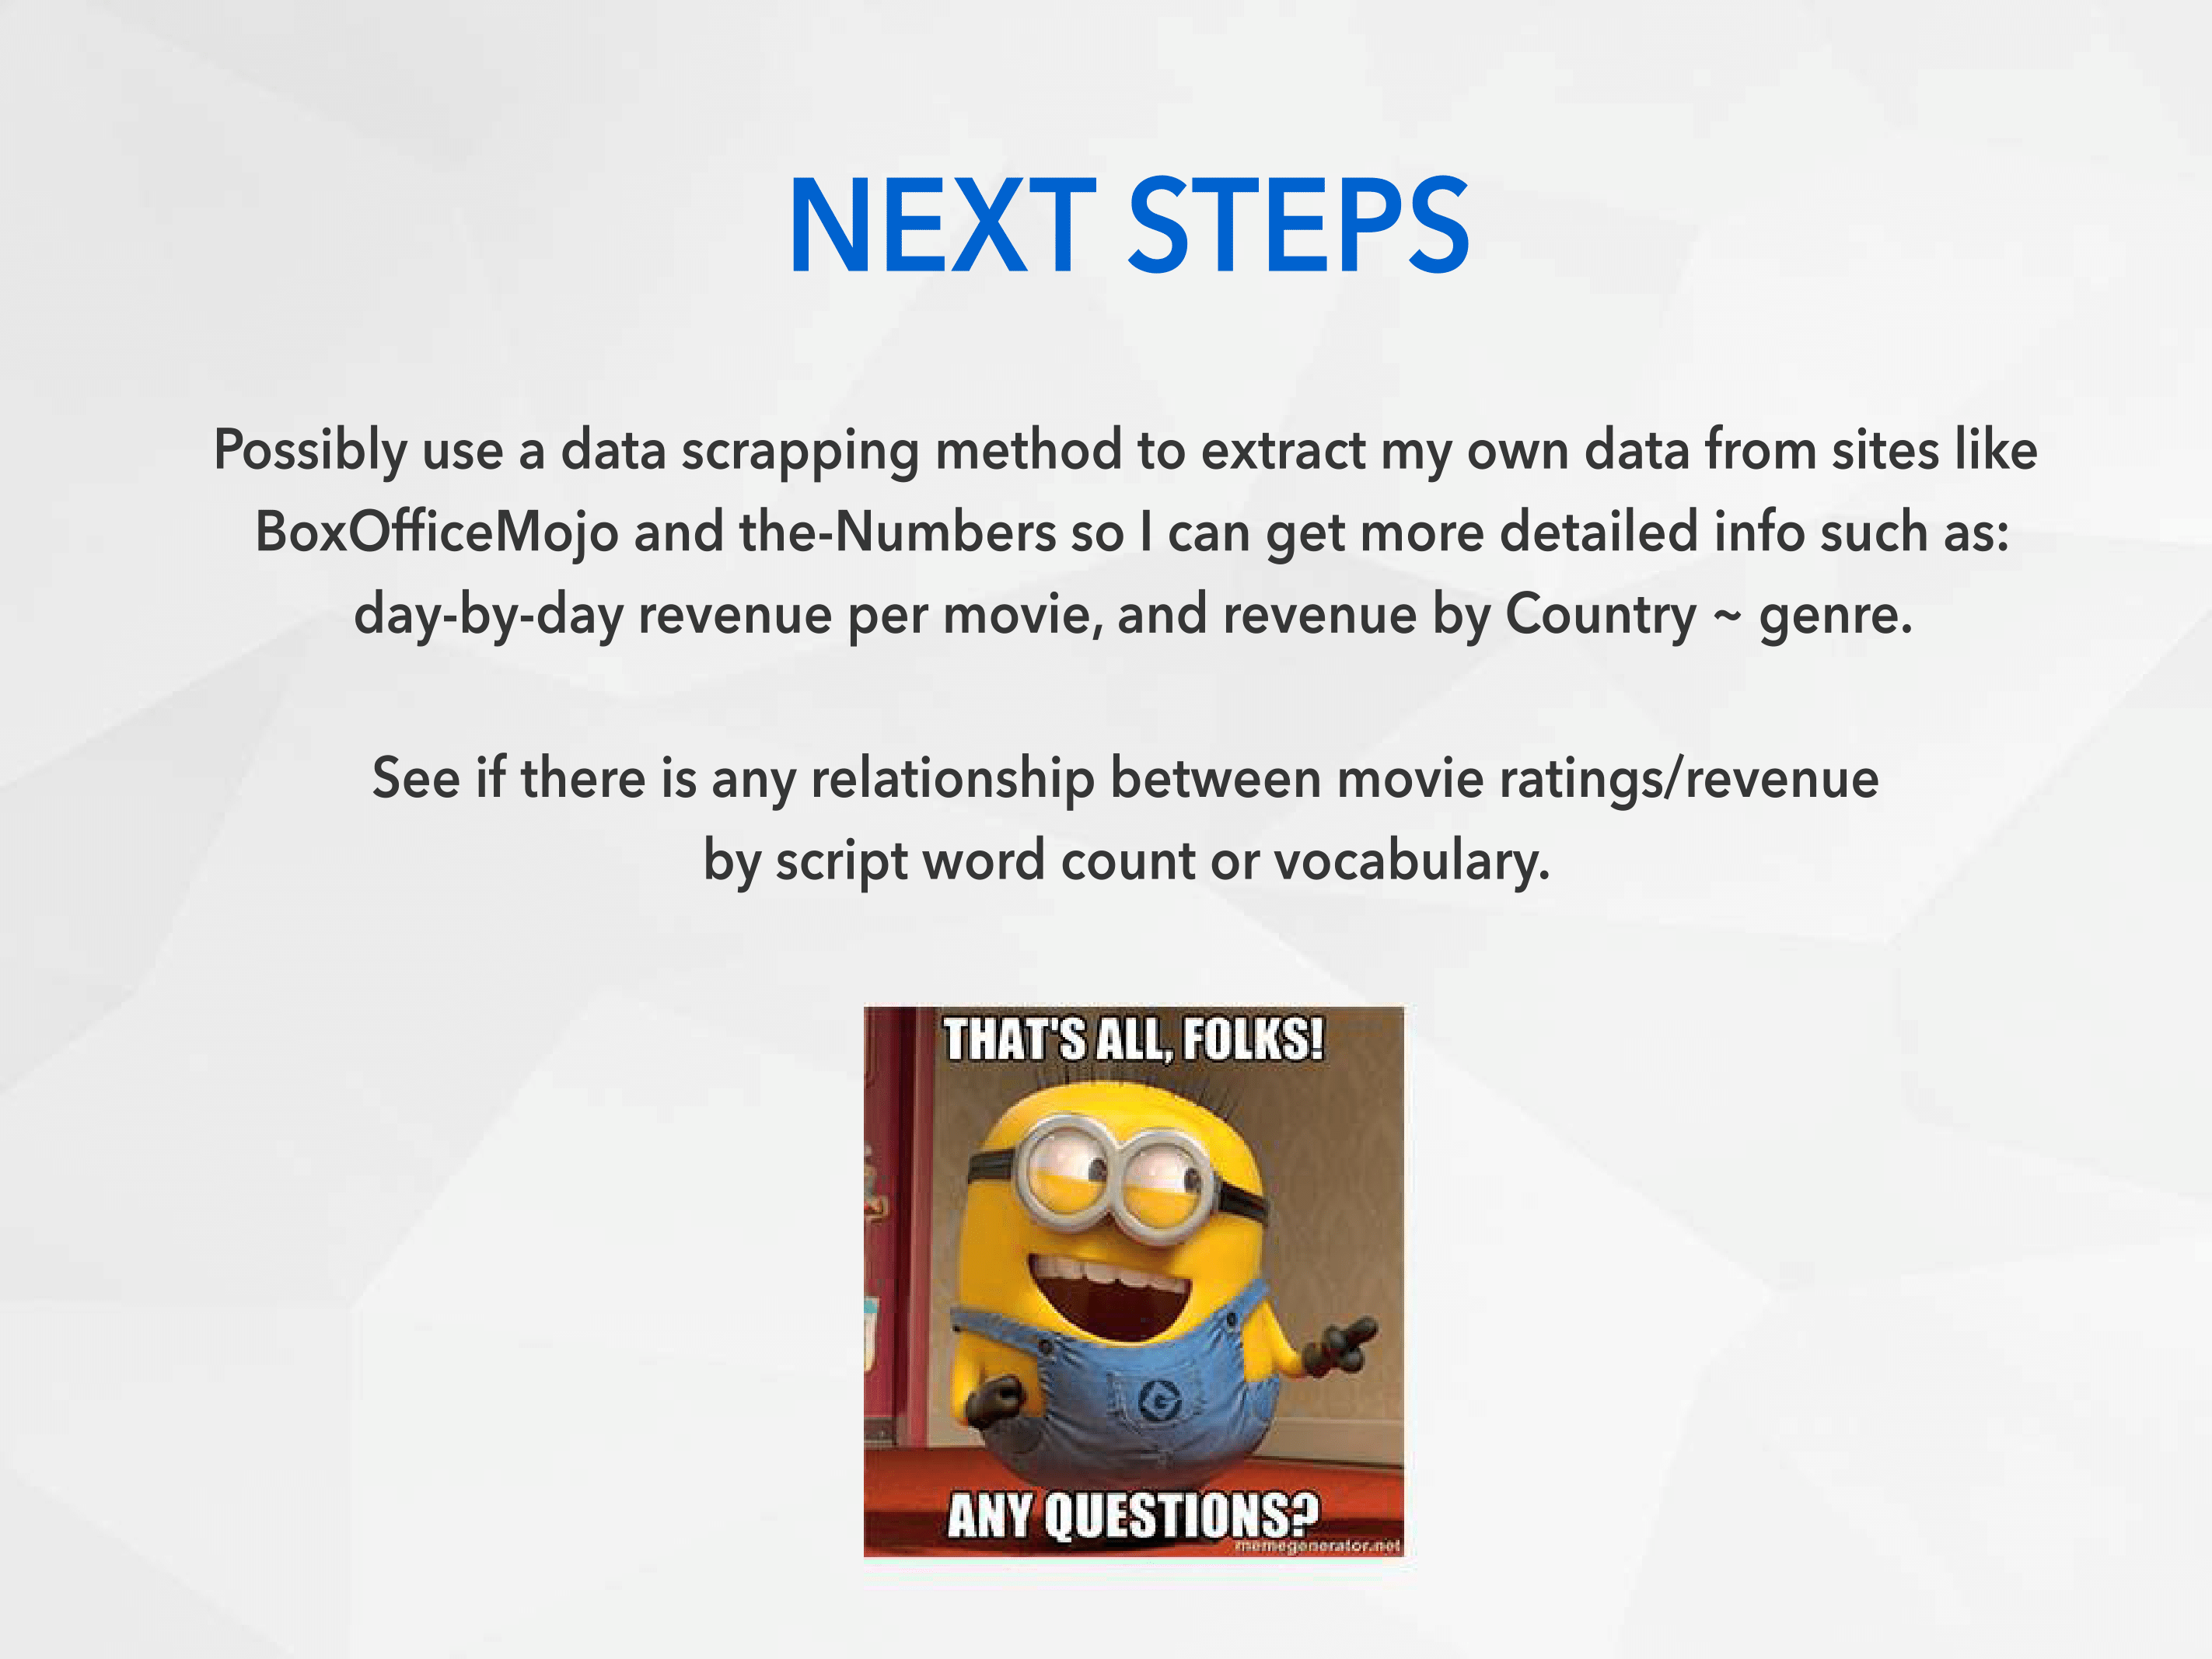 NEXT STEPS
Possibly use a data scrapping method to extract my own data from sites like
BoxOfficeMojo and the-Numbers so I can get more detailed info such as:
day-by-day revenue per movie, and revenue by Country ~ genre.
See if there is any relationship between movie ratings/revenue
by script word count or vocabulary.
THAT'S ALL, FOLKS!
G
ANY QUESTIONS?
memegenerator.net